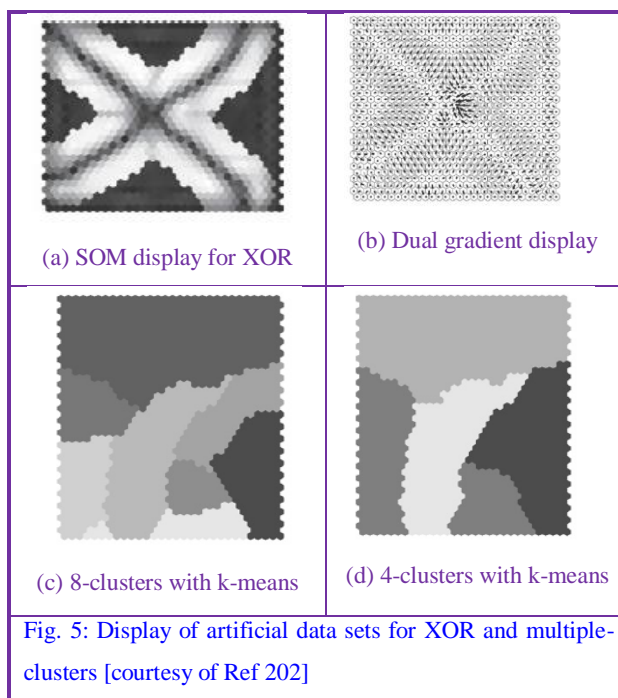 (a) SOM display for XOR
(b) Dual gradient display
(c) 8-clusters with k-means
(d) 4-clusters with k-means
Fig. 5: Display of artificial data sets for XOR and multiple-
clusters [courtesy of Ref 202]